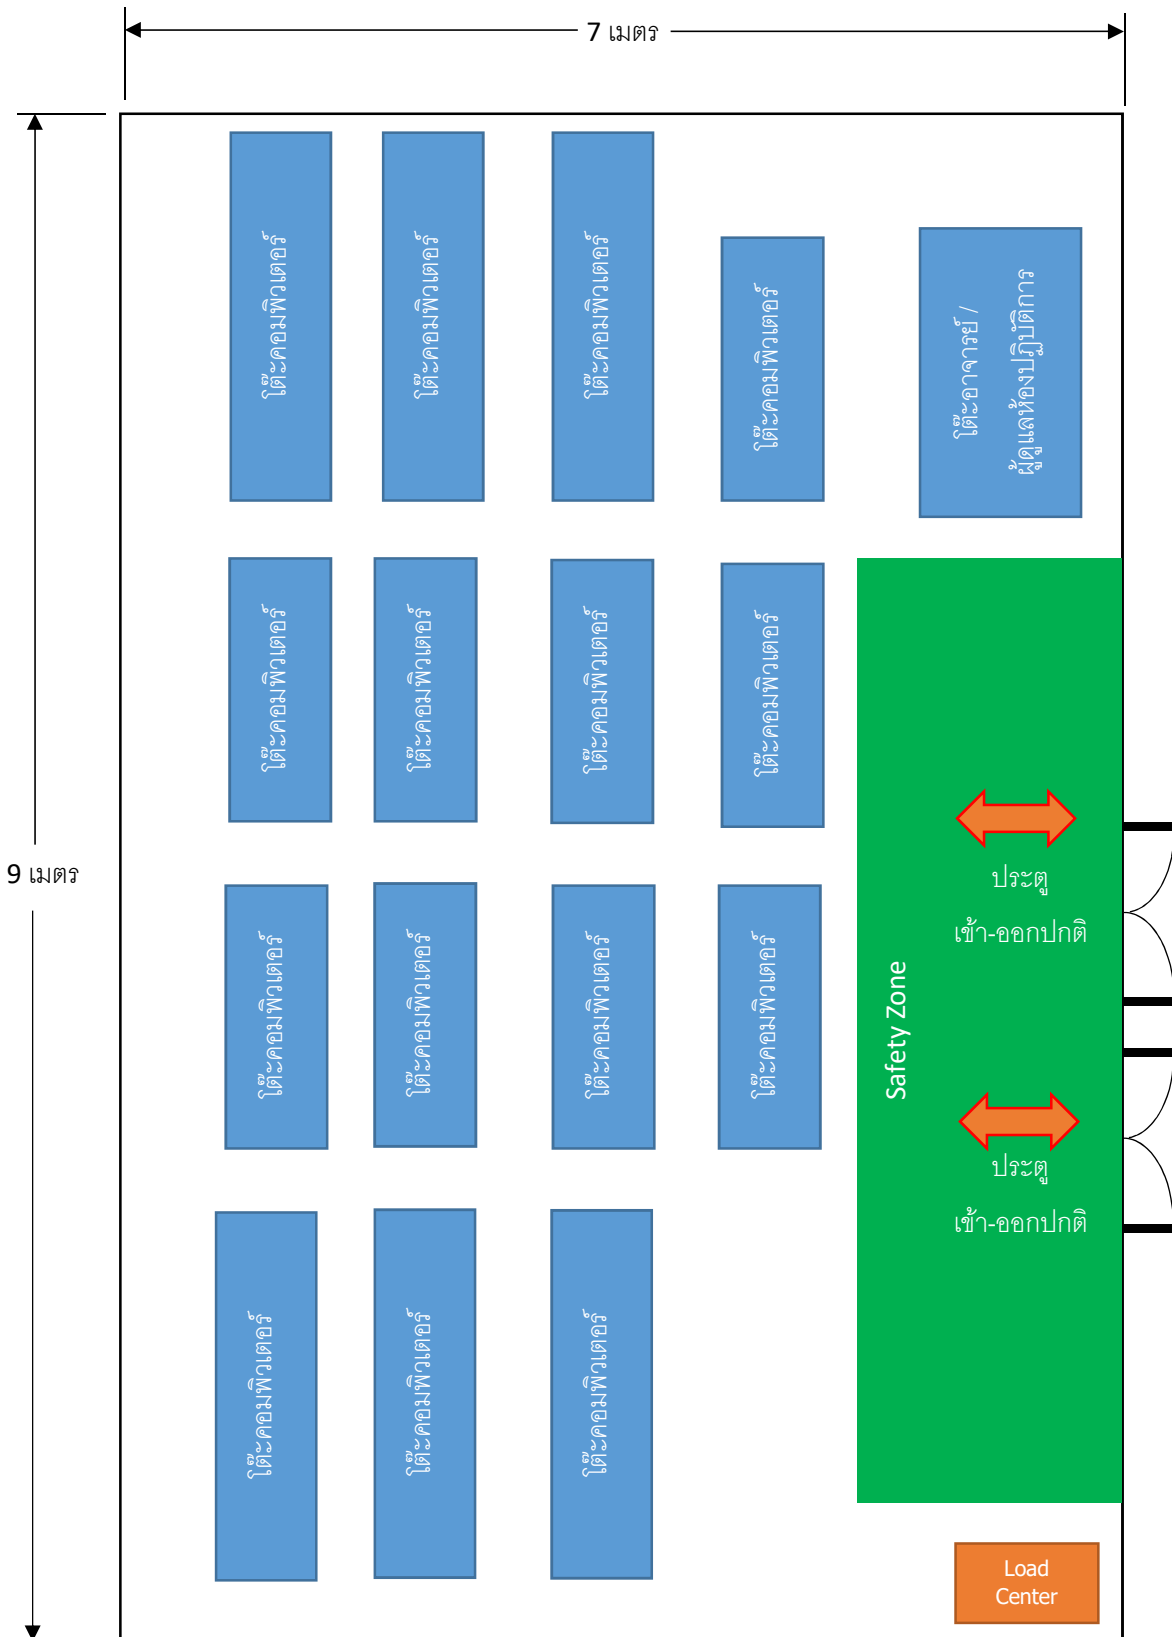 7 เมตร
โต๊ะคอมพิวเตอร์
โต๊ะคอมพิวเตอร์
โต๊ะคอมพิวเตอร์
โต๊ะคอมพิวเตอร์
โต๊ะอาจารย์ /
ผู้ดูแลห้องปฏิบัติการ
โต๊ะคอมพิวเตอร์
โต๊ะคอมพิวเตอร์
โต๊ะคอมพิวเตอร์
โต๊ะคอมพิวเตอร์
9 เมตร
ประตู
เข้า-ออกปกติ
Safety Zone
โต๊ะคอมพิวเตอร์
โต๊ะคอมพิวเตอร์
โต๊ะคอมพิวเตอร์
โต๊ะคอมพิวเตอร์
ประตู
เข้า-ออกปกติ
โต๊ะคอมพิวเตอร์
โต๊ะคอมพิวเตอร์
โต๊ะคอมพิวเตอร์
Load
Center